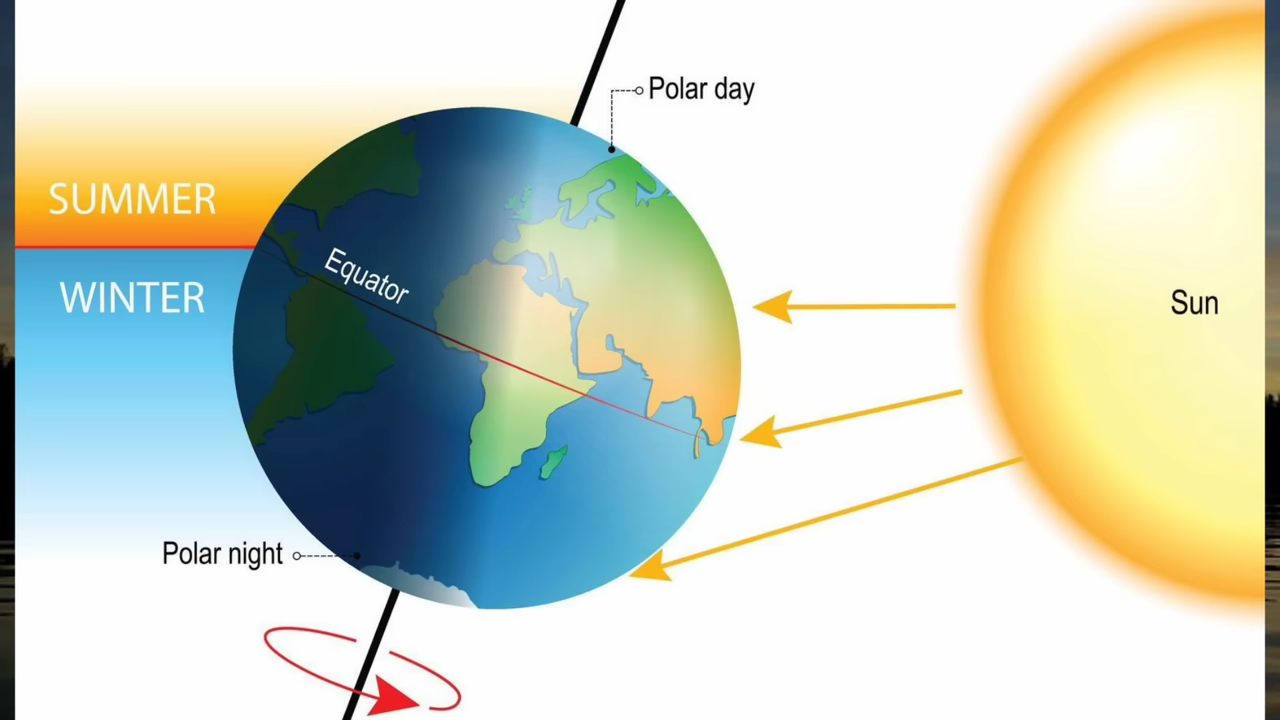 Polar day
SUMMER
Equator
WINTER
Sun
Polar night